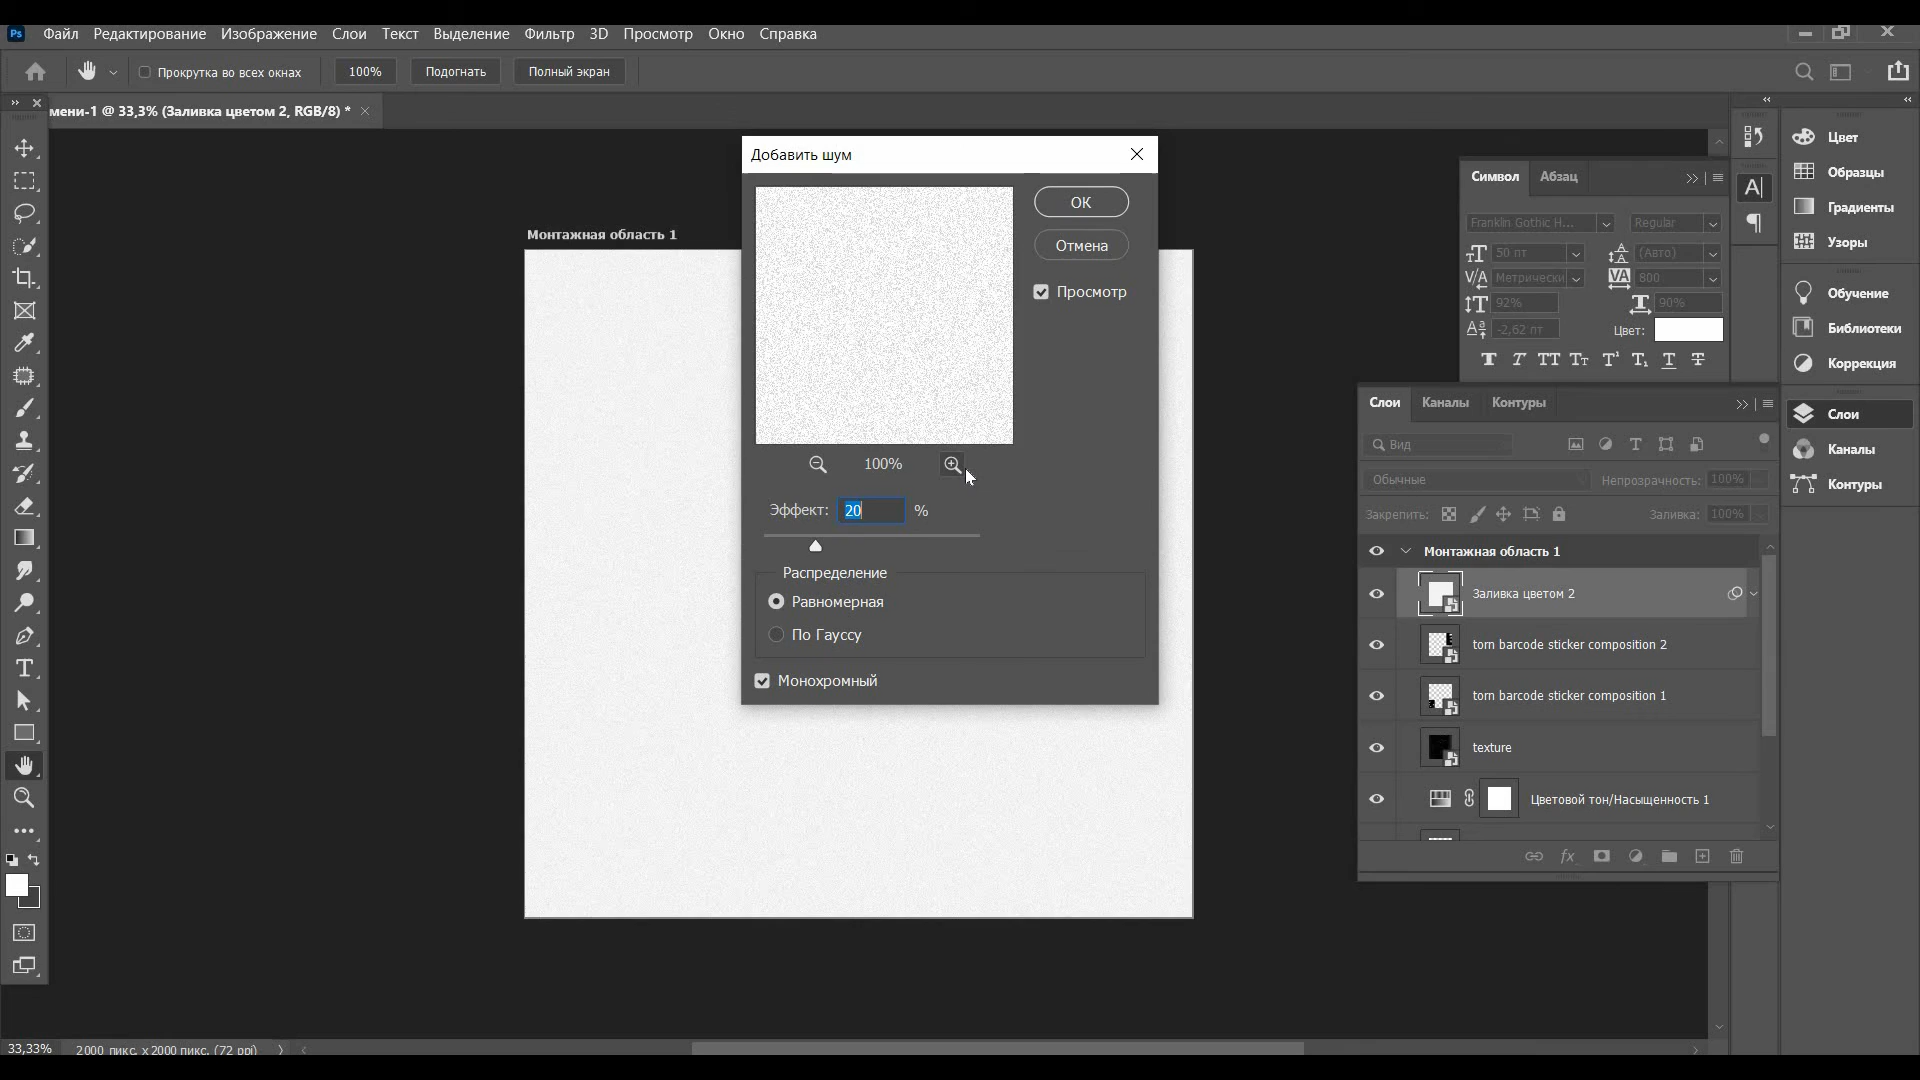 Ps Файл Редактирование Изображение Слои Текст Выделение Фильтр 3D Просмотр Окно Справка
Прокрутка во всех окнах 100% Подогнать Полный экран
мени-1 @ 33,3% (Заливка цветом 2, RGB/8) *
Монтажная область 1
Добавить шум
ОК
Отмена
Просмотр
100%
Эффект: 20 %
Распределение
Равномерная
По Гауссу
Монохромный
Символ Абзац
Franklin Gothic H... Regular
50 пт (Авто)
Метрически 800
92% 90%
-2,62 пт Цвет:
Слои Каналы Контуры
Вид
Обычные Непрозрачность: 100%
Закрепить: Заливка: 100%
Монтажная область 1
Заливка цветом 2
torn barcode sticker composition 2
torn barcode sticker composition 1
texture
Цветовой тон/Насыщенность 1
fx
Цвет
Образцы
Градиенты
Узоры
Обучение
Библиотеки
Коррекция
Слои
Каналы
Контуры
33,33% 2000 пикс. x 2000 пикс. (72 ppi)